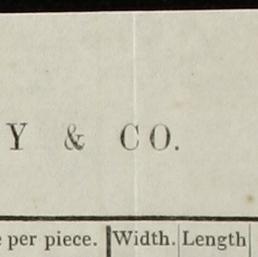 Y & CO.
per piece. Width. Length